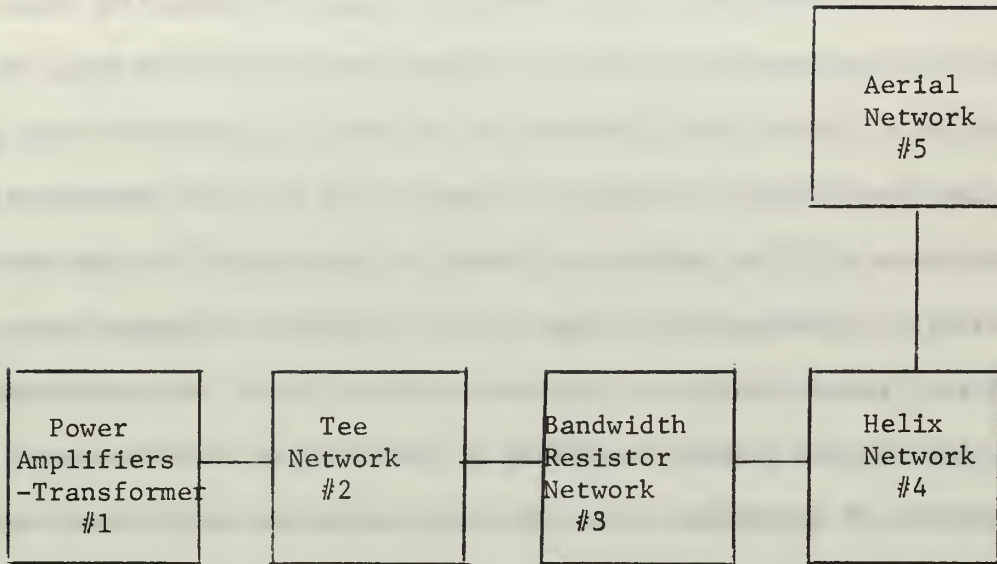 Aerial
Network
#5
Power
Amplifiers
-Transformer
#1
Tee
Network
#2
Bandwidth
Resistor
Network
#3
Helix
Network
#4